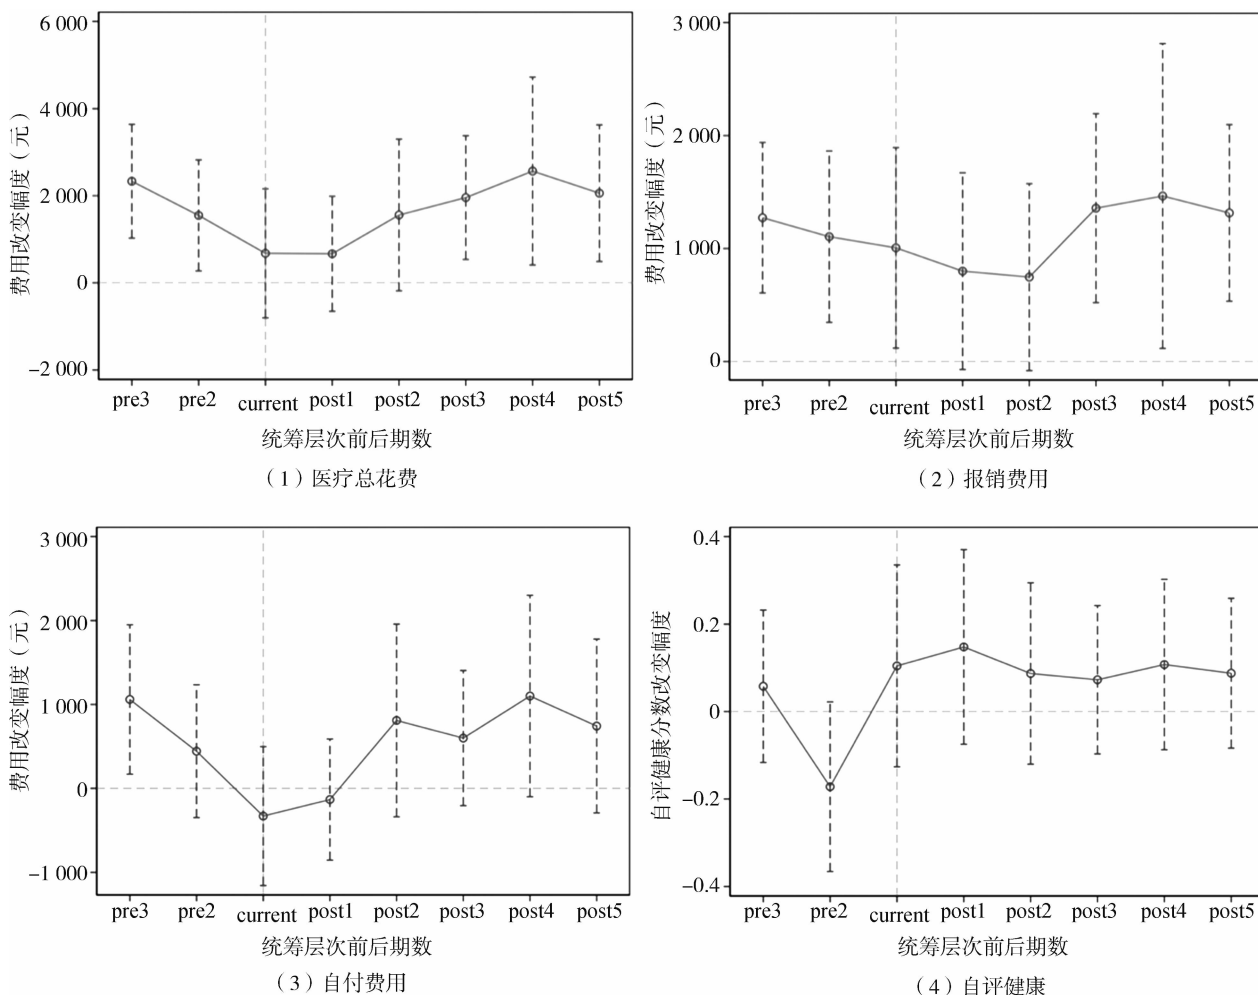 6 000
4 000
2 000
0
–2 000
费用改变幅度（元）
pre3 pre2 current post1 post2 post3 post4 post5
统筹层次前后期数
（1）医疗总花费
3 000
2 000
1 000
0
费用改变幅度（元）
pre3 pre2 current post1 post2 post3 post4 post5
统筹层次前后期数
（2）报销费用
3 000
2 000
1 000
0
–1 000
费用改变幅度（元）
pre3 pre2 current post1 post2 post3 post4 post5
统筹层次前后期数
（3）自付费用
0.4
0.2
0
–0.2
–0.4
自评健康分数改变幅度
pre3 pre2 current post1 post2 post3 post4 post5
统筹层次前后期数
（4）自评健康